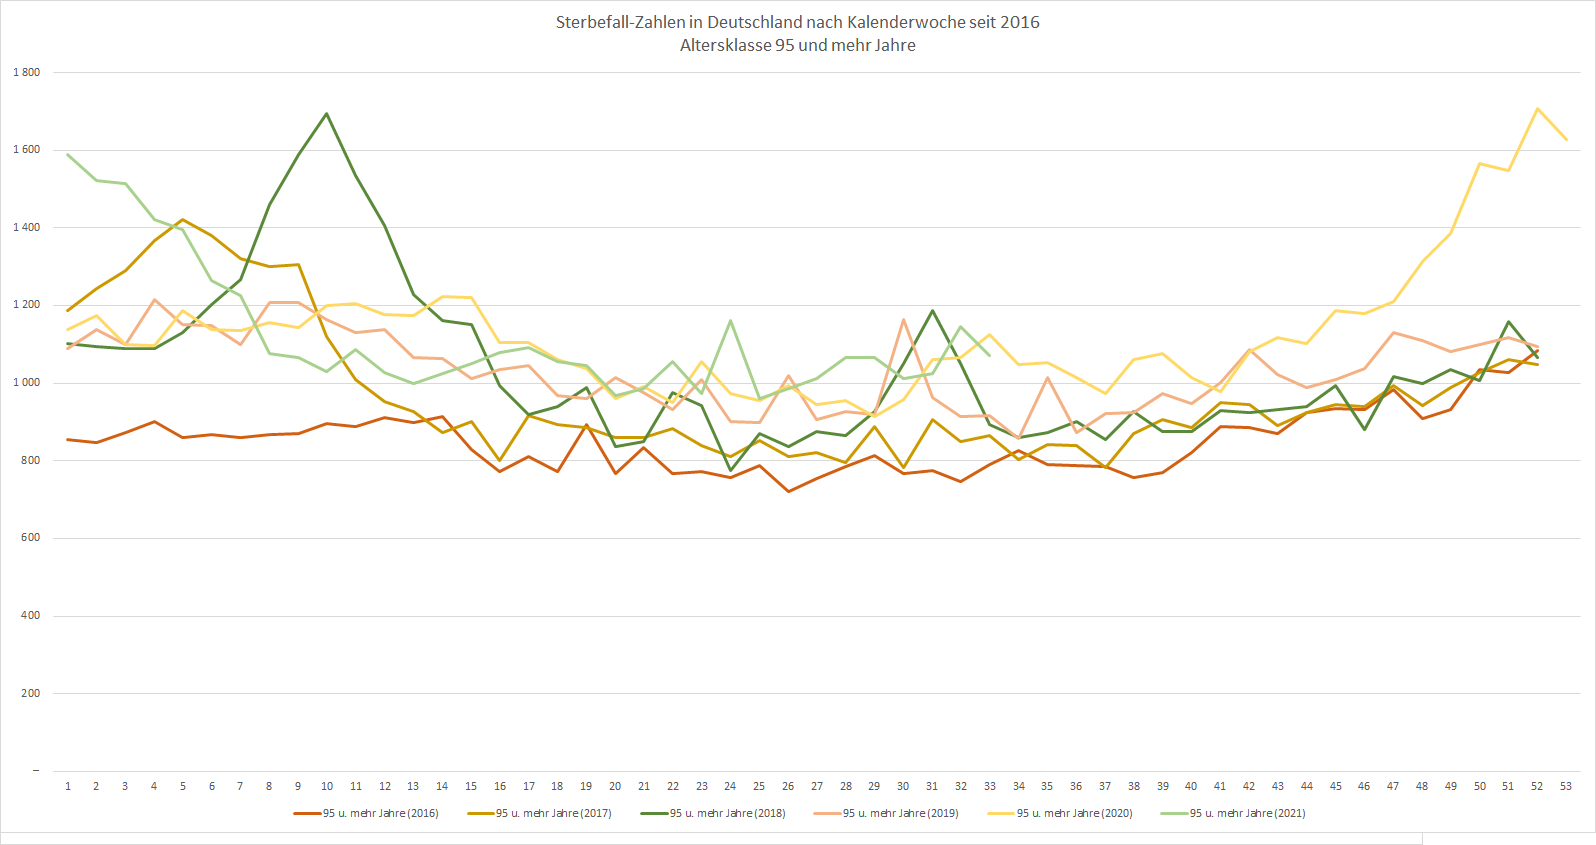 Sterbefall-Zahlen in Deutschland nach Kalenderwoche seit 2016
Altersklasse 95 und mehr Jahre
1 800
1 600
1 400
1 200
1 000
800
600
400
200
–
1 2 3 4 5 6 7 8 9 10 11 12 13 14 15 16 17 18 19 20 21 22 23 24 25 26 27 28 29 30 31 32 33 34 35 36 37 38 39 40 41 42 43 44 45 46 47 48 49 50 51 52 53
95 u. mehr Jahre (2016) 95 u. mehr Jahre (2017) 95 u. mehr Jahre (2018) 95 u. mehr Jahre (2019) 95 u. mehr Jahre (2020) 95 u. mehr Jahre (2021)